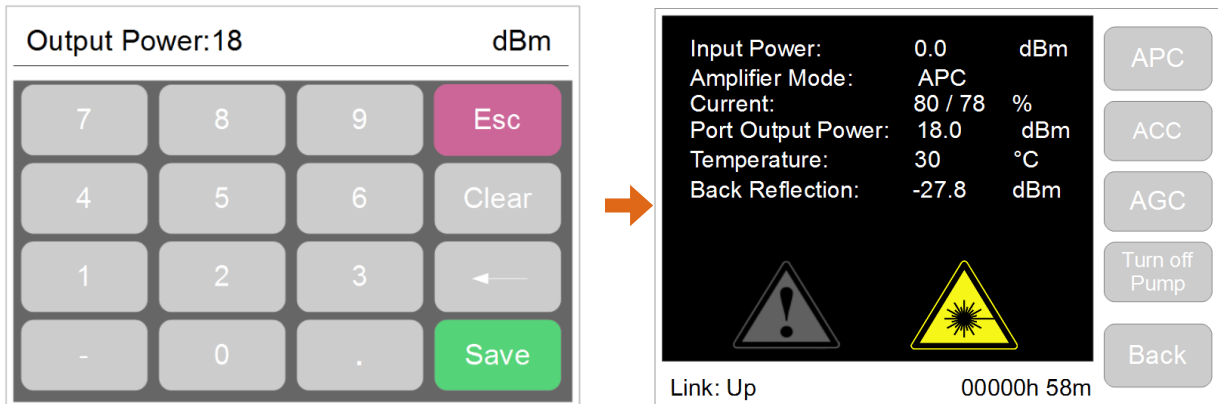 Output Power:18 dBm
7 8 9 Esc
4 5 6 Clear
1 2 3
- 0 . Save
Input Power: 0.0 dBm
Amplifier Mode: APC
Current: 80 / 78 %
Port Output Power: 18.0 dBm
Temperature: 30 °C
Back Reflection: -27.8 dBm
!
Link: Up 00000h 58m
APC
ACC
AGC
Turn off
Pump
Back